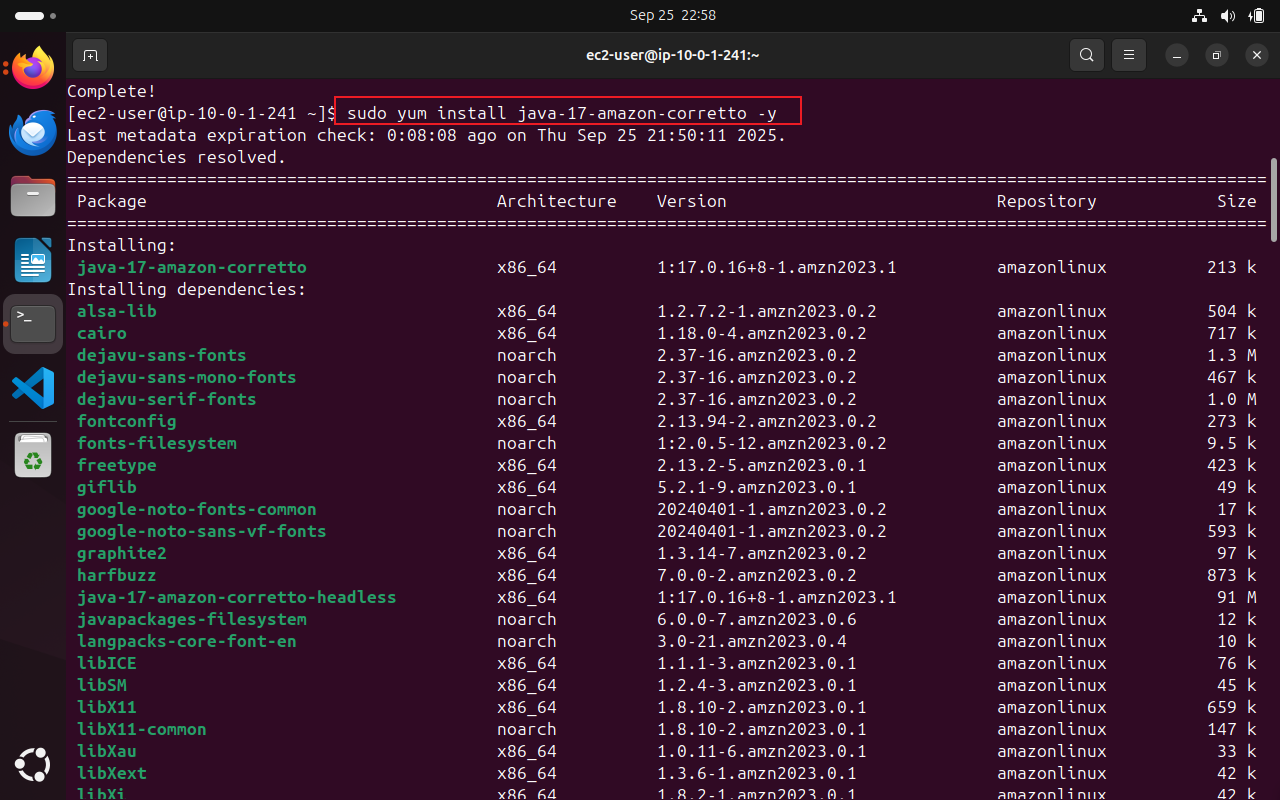 Sep 25 22:58
ec2-user@ip-10-0-1-241:~
Complete!
[ec2-user@ip-10-0-1-241 ~]$ sudo yum install java-17-amazon-corretto -y
Last metadata expiration check: 0:08:08 ago on Thu Sep 25 21:50:11 2025.
Dependencies resolved.
================================================================================================================================
Package Architecture Version Repository Size
================================================================================================================================
Installing:
java-17-amazon-corretto x86_64 1:17.0.16+8-1.amzn2023.1 amazonlinux 213 k
Installing dependencies:
alsa-lib x86_64 1.2.7.2-1.amzn2023.0.2 amazonlinux 504 k
cairo x86_64 1.18.0-4.amzn2023.0.2 amazonlinux 717 k
dejavu-sans-fonts noarch 2.37-16.amzn2023.0.2 amazonlinux 1.3 M
dejavu-sans-mono-fonts noarch 2.37-16.amzn2023.0.2 amazonlinux 467 k
dejavu-serif-fonts noarch 2.37-16.amzn2023.0.2 amazonlinux 1.0 M
fontconfig x86_64 2.13.94-2.amzn2023.0.2 amazonlinux 273 k
fonts-filesystem noarch 1:2.0.5-12.amzn2023.0.2 amazonlinux 9.5 k
freetype x86_64 2.13.2-5.amzn2023.0.1 amazonlinux 423 k
giflib x86_64 5.2.1-9.amzn2023.0.1 amazonlinux 49 k
google-noto-fonts-common noarch 20240401-1.amzn2023.0.2 amazonlinux 17 k
google-noto-sans-vf-fonts noarch 20240401-1.amzn2023.0.2 amazonlinux 593 k
graphite2 x86_64 1.3.14-7.amzn2023.0.2 amazonlinux 97 k
harfbuzz x86_64 7.0.0-2.amzn2023.0.2 amazonlinux 873 k
java-17-amazon-corretto-headless x86_64 1:17.0.16+8-1.amzn2023.1 amazonlinux 91 M
javapackages-filesystem noarch 6.0.0-7.amzn2023.0.6 amazonlinux 12 k
langpacks-core-font-en noarch 3.0-21.amzn2023.0.4 amazonlinux 10 k
libICE x86_64 1.1.1-3.amzn2023.0.1 amazonlinux 76 k
libSM x86_64 1.2.4-3.amzn2023.0.1 amazonlinux 45 k
libX11 x86_64 1.8.10-2.amzn2023.0.1 amazonlinux 659 k
libX11-common noarch 1.8.10-2.amzn2023.0.1 amazonlinux 147 k
libXau x86_64 1.0.11-6.amzn2023.0.1 amazonlinux 33 k
libXext x86_64 1.3.6-1.amzn2023.0.1 amazonlinux 42 k
libXi x86_64 1.8.2-1.amzn2023.0.1 amazonlinux 42 k